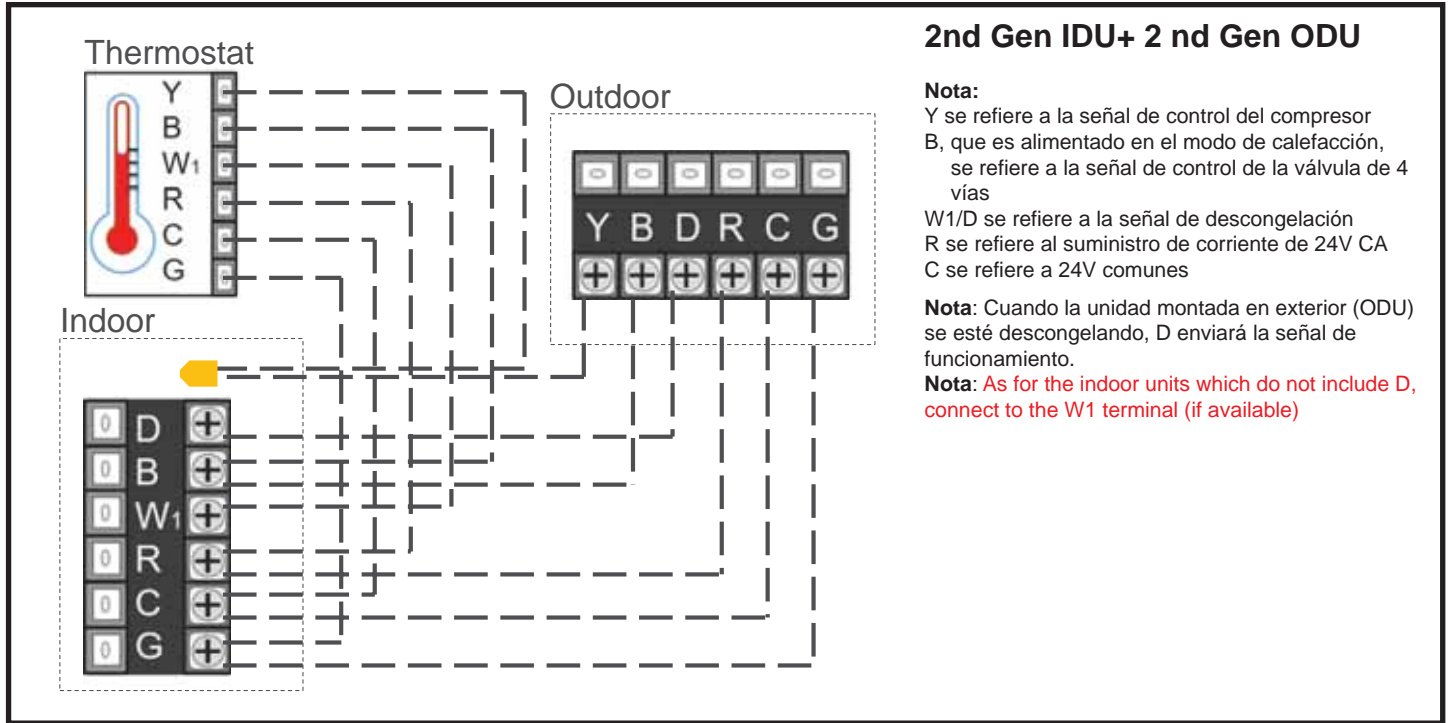 Thermostat
Y
B
W1
R
C
G
Outdoor
Y B D R C G
Indoor
D
B
W1
R
C
G
2nd Gen IDU+ 2 nd Gen ODU
Nota:
Y se refiere a la señal de control del compresor
B, que es alimentado en el modo de calefacción,
se refiere a la señal de control de la válvula de 4
vías
W1/D se refiere a la señal de descongelación
R se refiere al suministro de corriente de 24V CA
C se refiere a 24V comunes
Nota: Cuando la unidad montada en exterior (ODU)
se esté descongelando, D enviará la señal de
funcionamiento.
Nota: As for the indoor units which do not include D,
connect to the W1 terminal (if available)